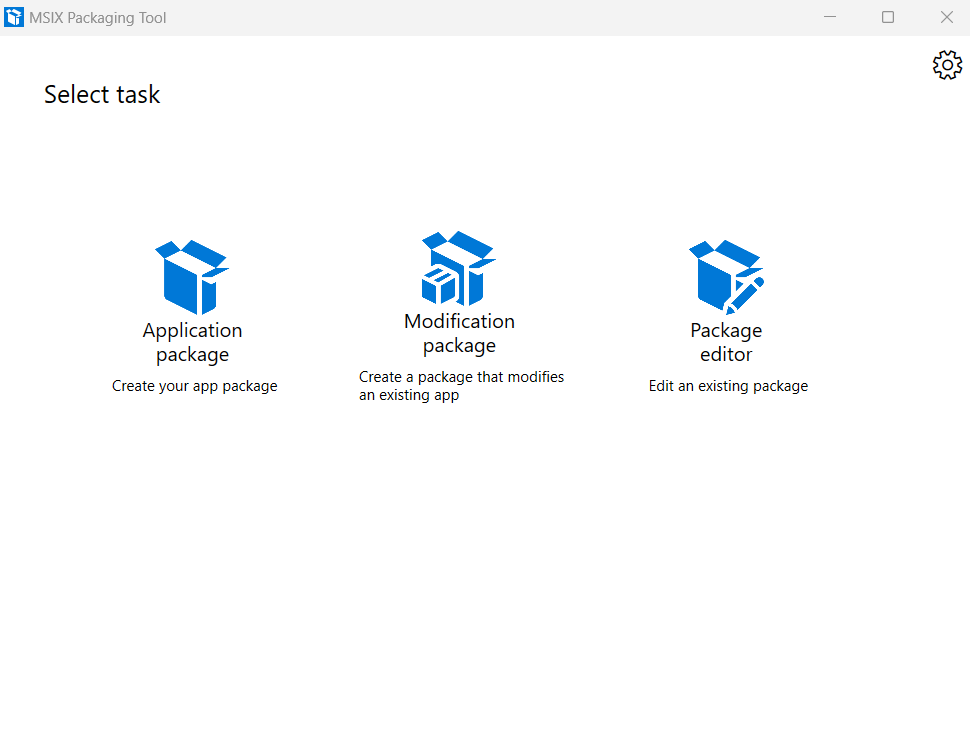 MSIX Packaging Tool
Select task
Application
package
Create your app package
Modification
package
Create a package that modifies
an existing app
Package
editor
Edit an existing package